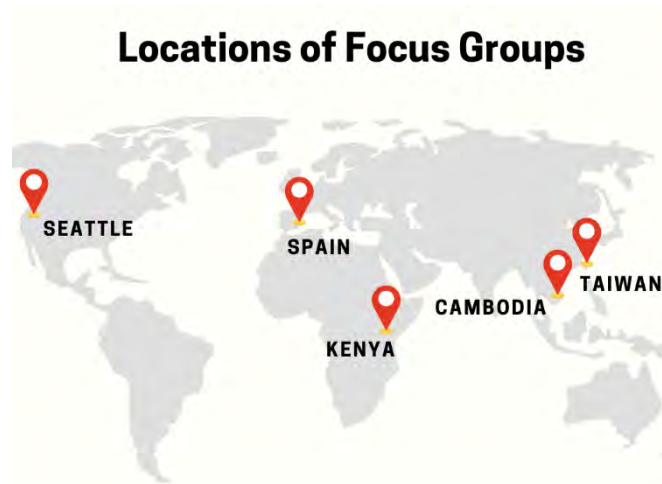 Locations of Focus Groups
SEATTLE
SPAIN
TAIWAN
CAMBODIA
KENYA